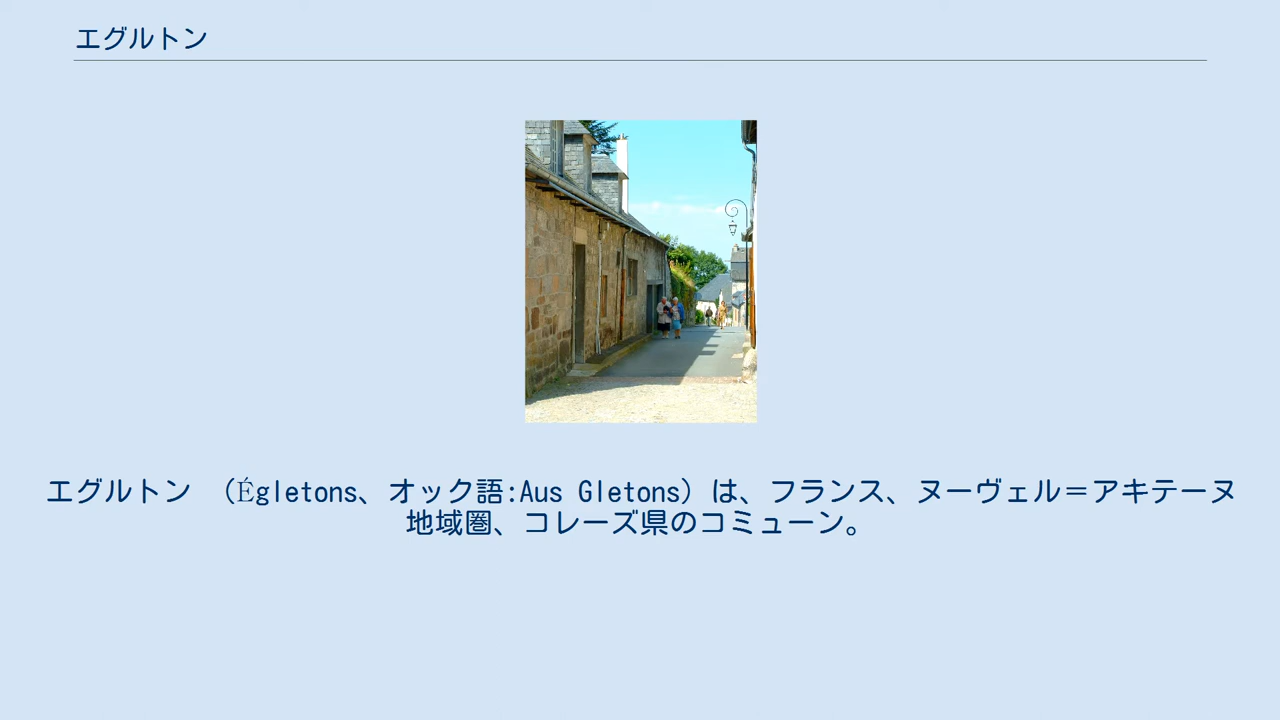 エグルトン
エグルトン （Égletons、オック語:Aus Gletons）は、フランス、ヌーヴェル＝アキテーヌ
地域圏、コレーズ県のコミューン。